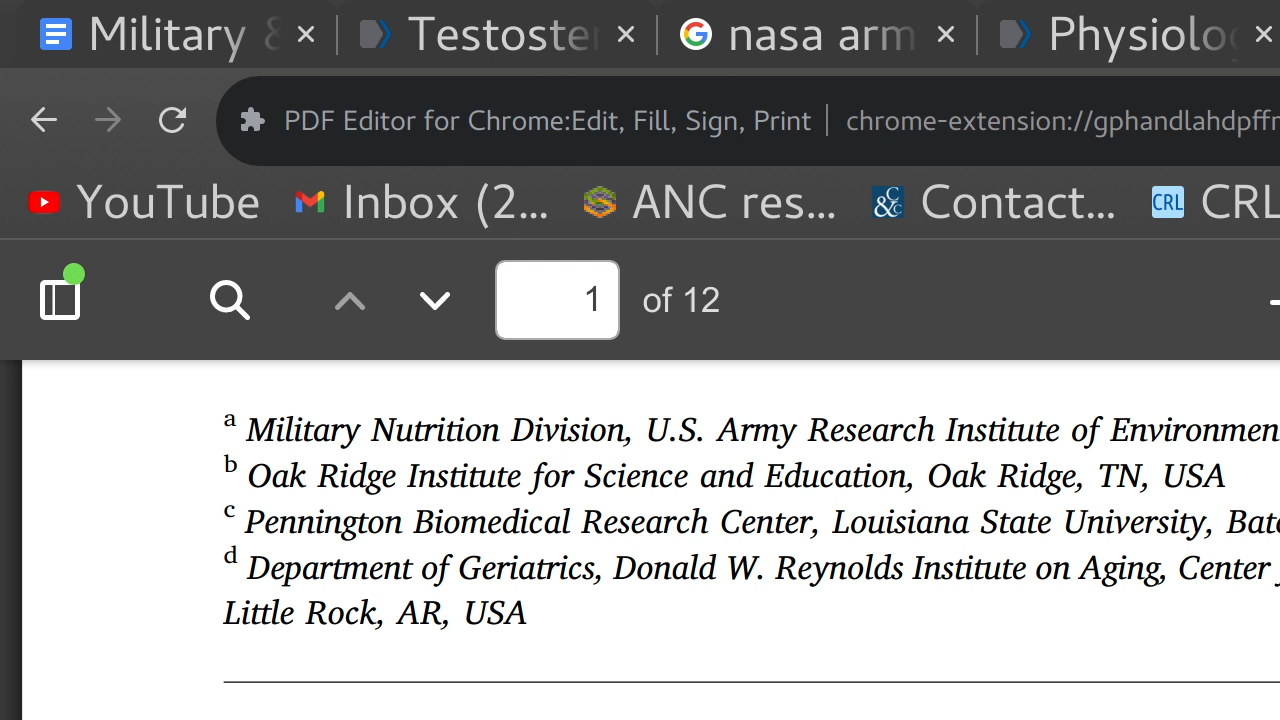 Military &
Testoster
nasa arm
Physiolo
PDF Editor for Chrome:Edit, Fill, Sign, Print
chrome-extension://gphandlahdpffr
YouTube
Inbox (2...
ANC res...
Contact...
CRL
1 of 12
a Military Nutrition Division, U.S. Army Research Institute of Environmen
b Oak Ridge Institute for Science and Education, Oak Ridge, TN, USA
c Pennington Biomedical Research Center, Louisiana State University, Bato
d Department of Geriatrics, Donald W. Reynolds Institute on Aging, Center
Little Rock, AR, USA